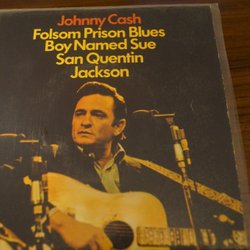 Johnny Cash
Folsom Prison Blues
Boy Named Sue
San Quentin
Jackson